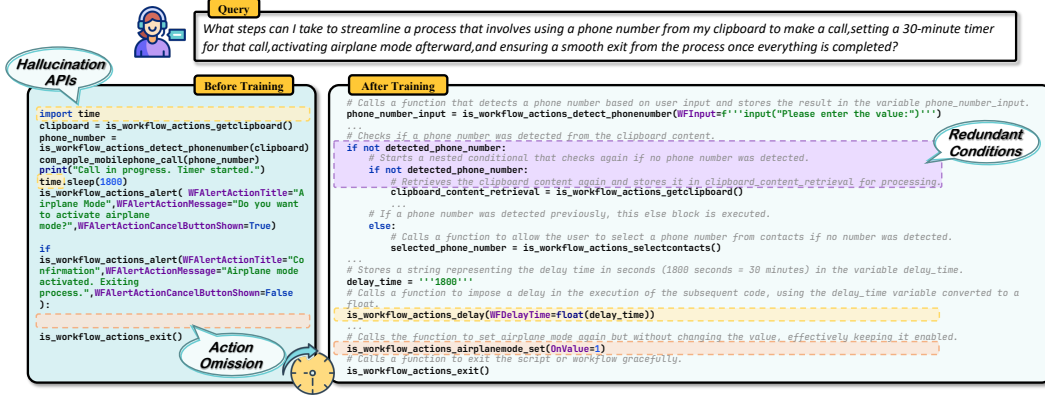 Query
What steps can I take to streamline a process that involves using a phone number from my clipboard to make a call,setting a 30-minute timer
for that call,activating airplane mode afterward,and ensuring a smooth exit from the process once everything is completed?
Hallucination
APIs
Before Training
import time
clipboard = is_workflow_actions_getclipboard()
phone_number =
is_workflow_actions_detect_phonenumber(clipboard)
com_apple_mobilephone_call(phone_number)
print("Call in progress. Timer started.")
time.sleep(1800)
is_workflow_actions_alert( WFAlertActionTitle="A
irplane Mode",WFAlertActionMessage="Do you want
to activate airplane
mode?",WFAlertActionCancelButtonShown=True)
if
is_workflow_actions_alert(WFAlertActionTitle="Co
nfirmation",WFAlertActionMessage="Airplane mode
activated. Exiting
process.",WFAlertActionCancelButtonShown=False
):
is_workflow_actions_exit()
Action
Omission
After Training
# Calls a function that detects a phone number based on user input and stores the result in the variable phone_number_input.
phone_number_input = is_workflow_actions_detect_phonenumber(WFInput=f'''input("Please enter the value:")''')
...
# Checks if a phone number was detected from the clipboard content.
if not detected_phone_number:
# Starts a nested conditional that checks again if no phone number was detected.
if not detected_phone_number:
# Retrieves the clipboard content again and stores it in clipboard_content_retrieval for processing.
clipboard_content_retrieval = is_workflow_actions_getclipboard()
...
# If a phone number was detected previously, this else block is executed.
else:
# Calls a function to allow the user to select a phone number from contacts if no number was detected.
selected_phone_number = is_workflow_actions_selectcontacts()
...
# Stores a string representing the delay time in seconds (1800 seconds = 30 minutes) in the variable delay_time.
delay_time = '''1800'''
# Calls a function to impose a delay in the execution of the subsequent code, using the delay_time variable converted to a
float.
is_workflow_actions_delay(WFDelayTime=float(delay_time))
...
# Calls the function to set airplane mode again but without changing the value, effectively keeping it enabled.
is_workflow_actions_airplanemode_set(OnValue=1)
# Calls a function to exit the script or workflow gracefully.
is_workflow_actions_exit()
Redundant
Conditions